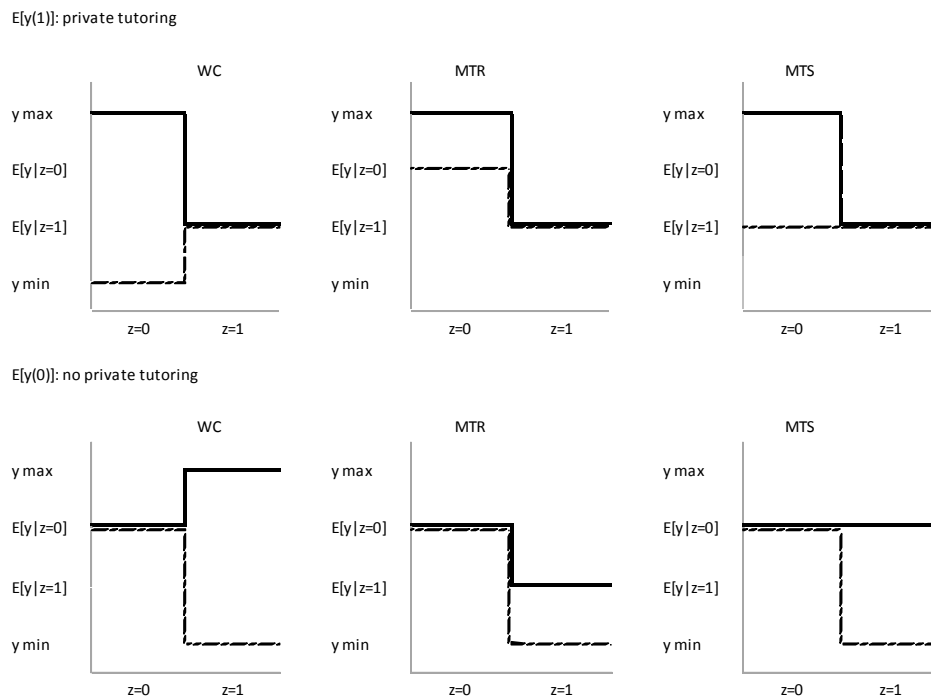 E[y(1)]: private tutoring
WC MTR MTS
y max y max y max
E[y|z=0] E[y|z=0] E[y|z=0]
E[y|z=1] E[y|z=1] E[y|z=1]
y min y min y min
z=0 z=1 z=0 z=1 z=0 z=1
E[y(0)]: no private tutoring
WC MTR MTS
y max y max y max
E[y|z=0] E[y|z=0] E[y|z=0]
E[y|z=1] E[y|z=1] E[y|z=1]
y min y min y min
z=0 z=1 z=0 z=1 z=0 z=1